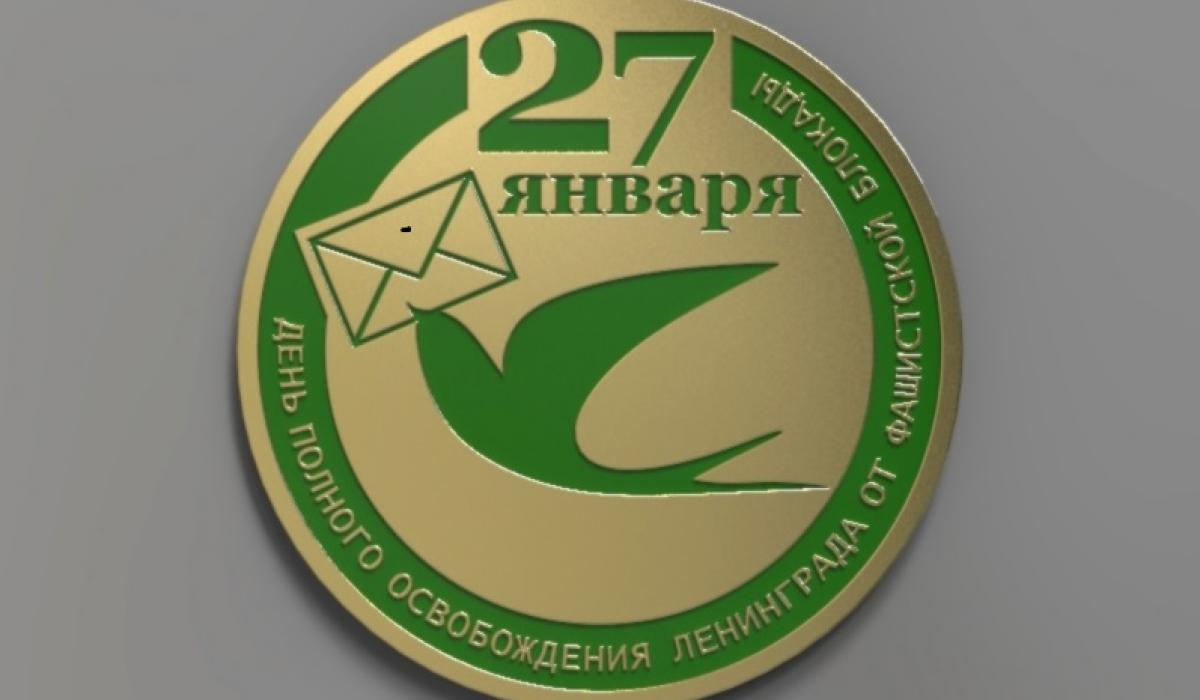 27
января
ДЕНЬ ПОЛНОГО ОСВОБОЖДЕНИЯ ЛЕНИНГРАДА ОТ ФАШИСТСКОЙ БЛОКАДЫ